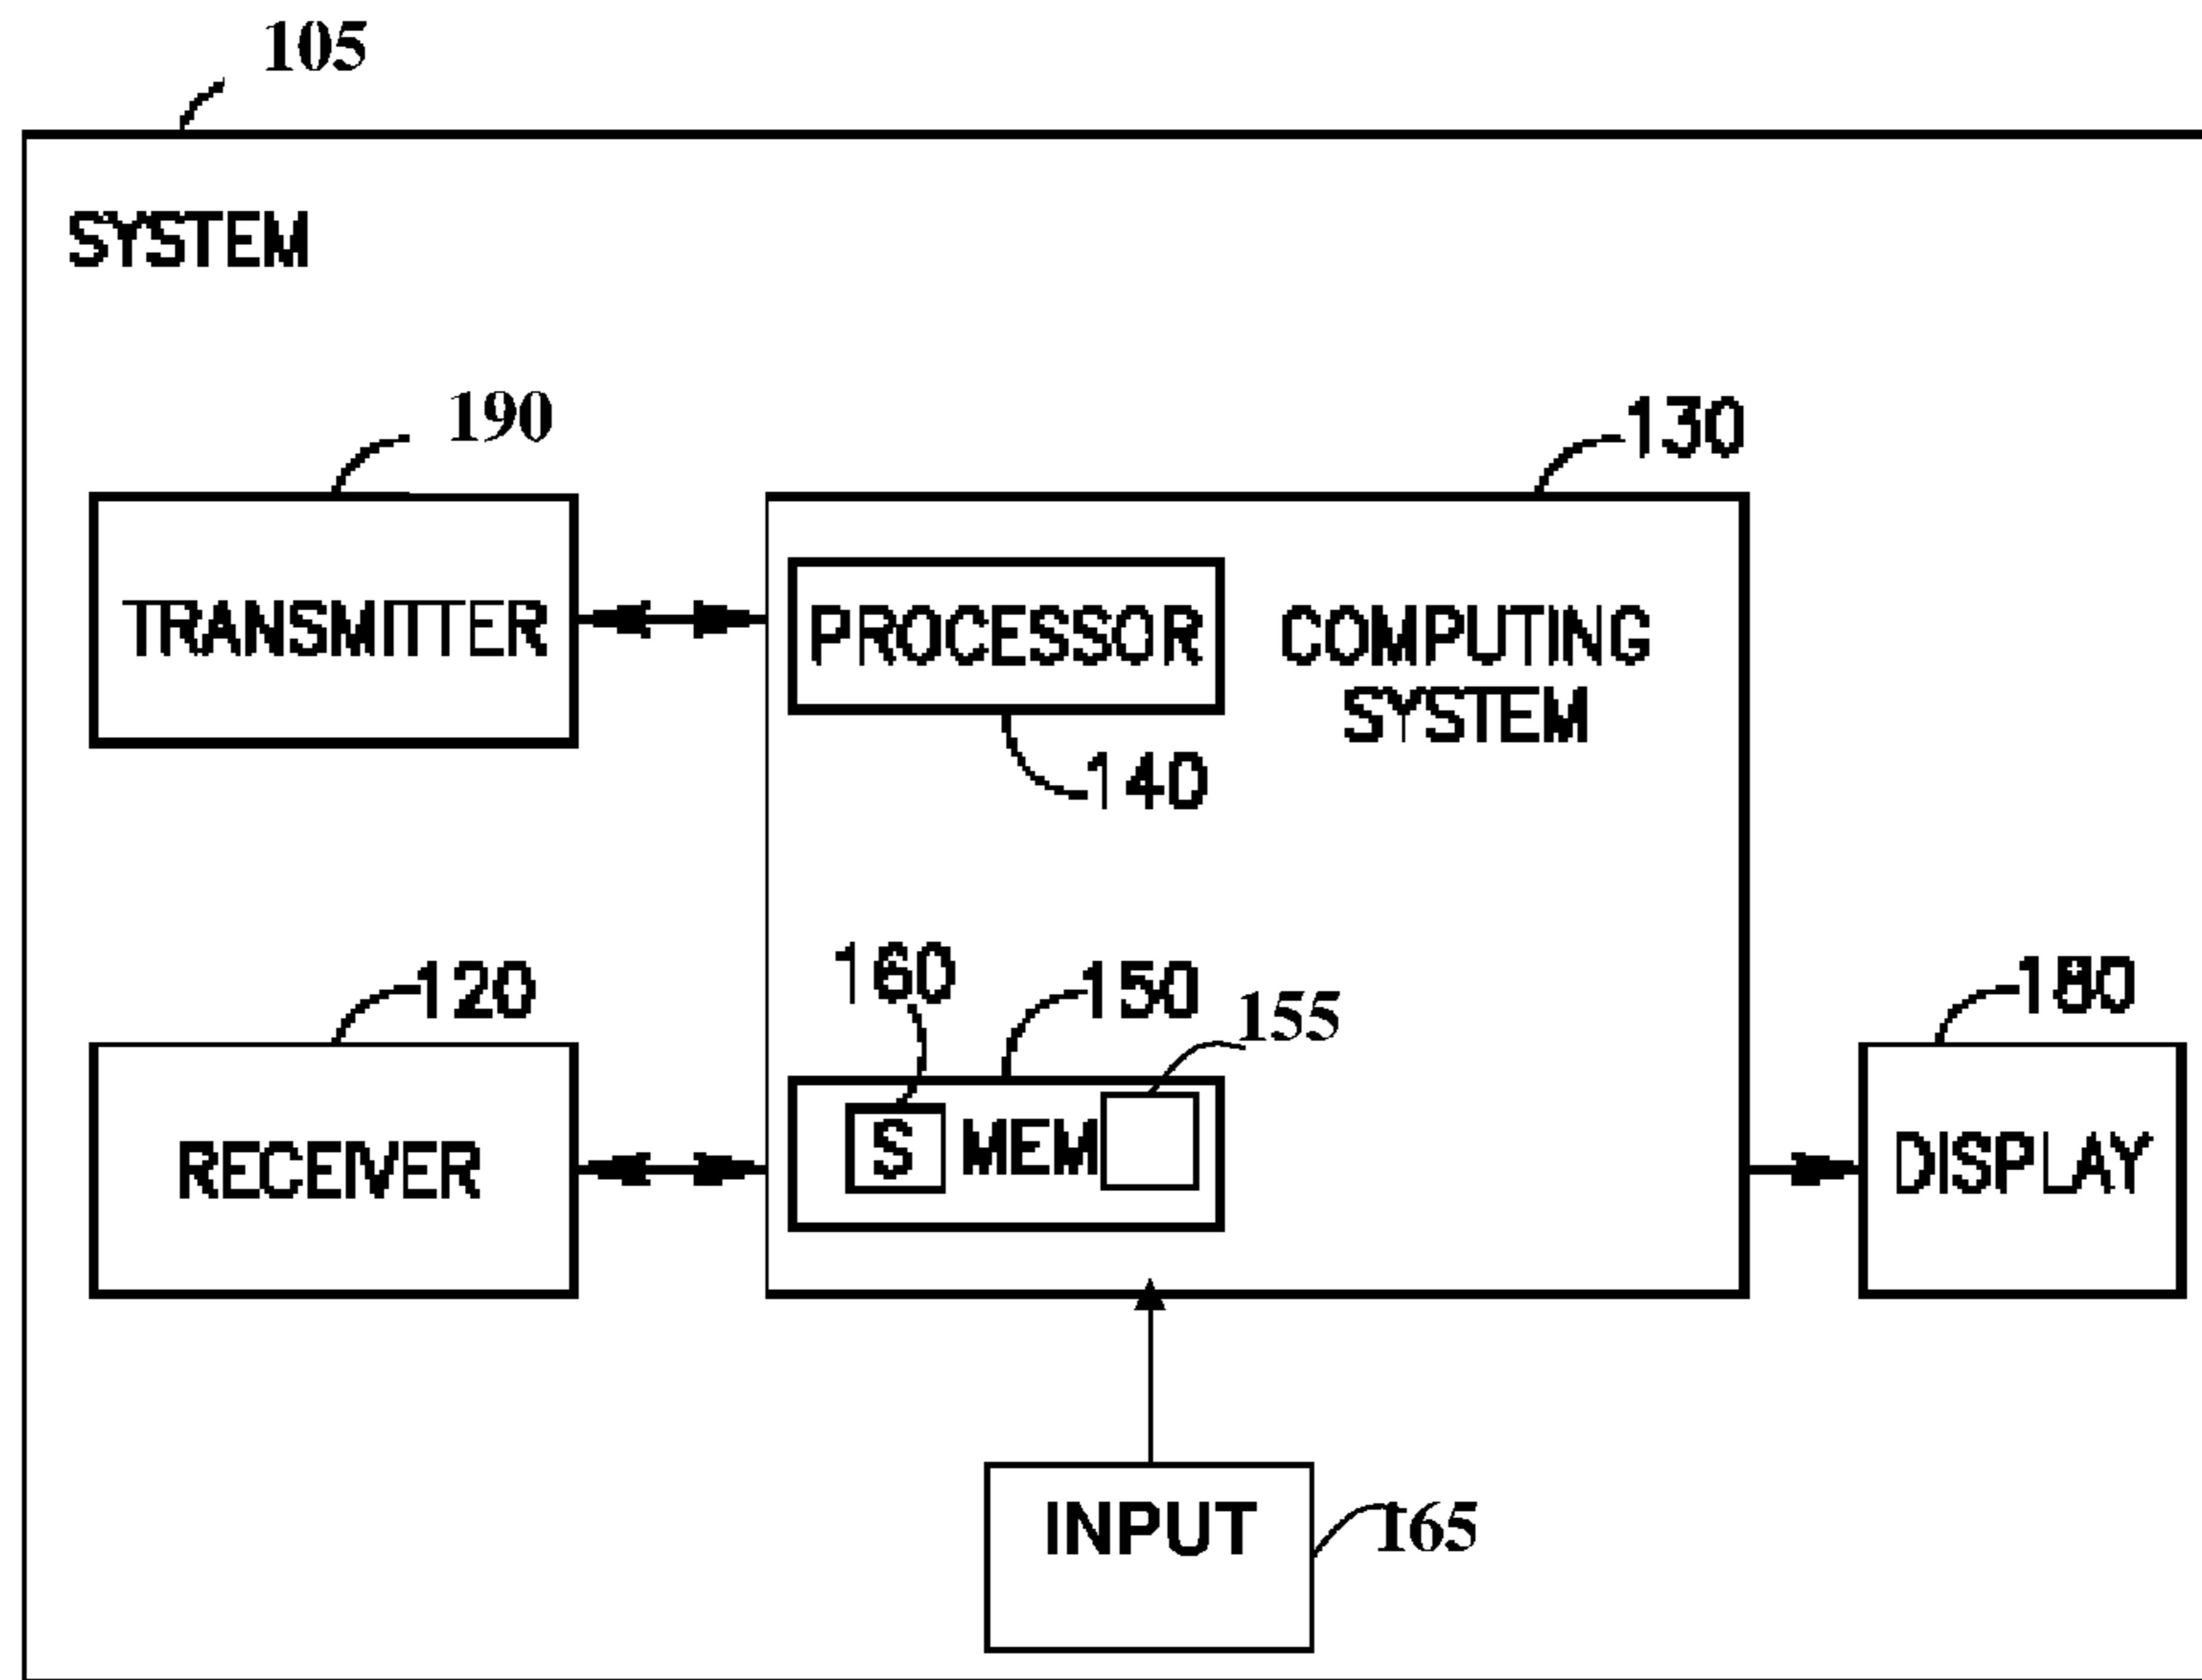 105
SYSTEM
190
130
TRANSMITTER
PROCESSOR
COMPUTING
SYSTEM
140
160
150
155
120
180
RECEIVER
S
MEM
DISPLAY
INPUT
165